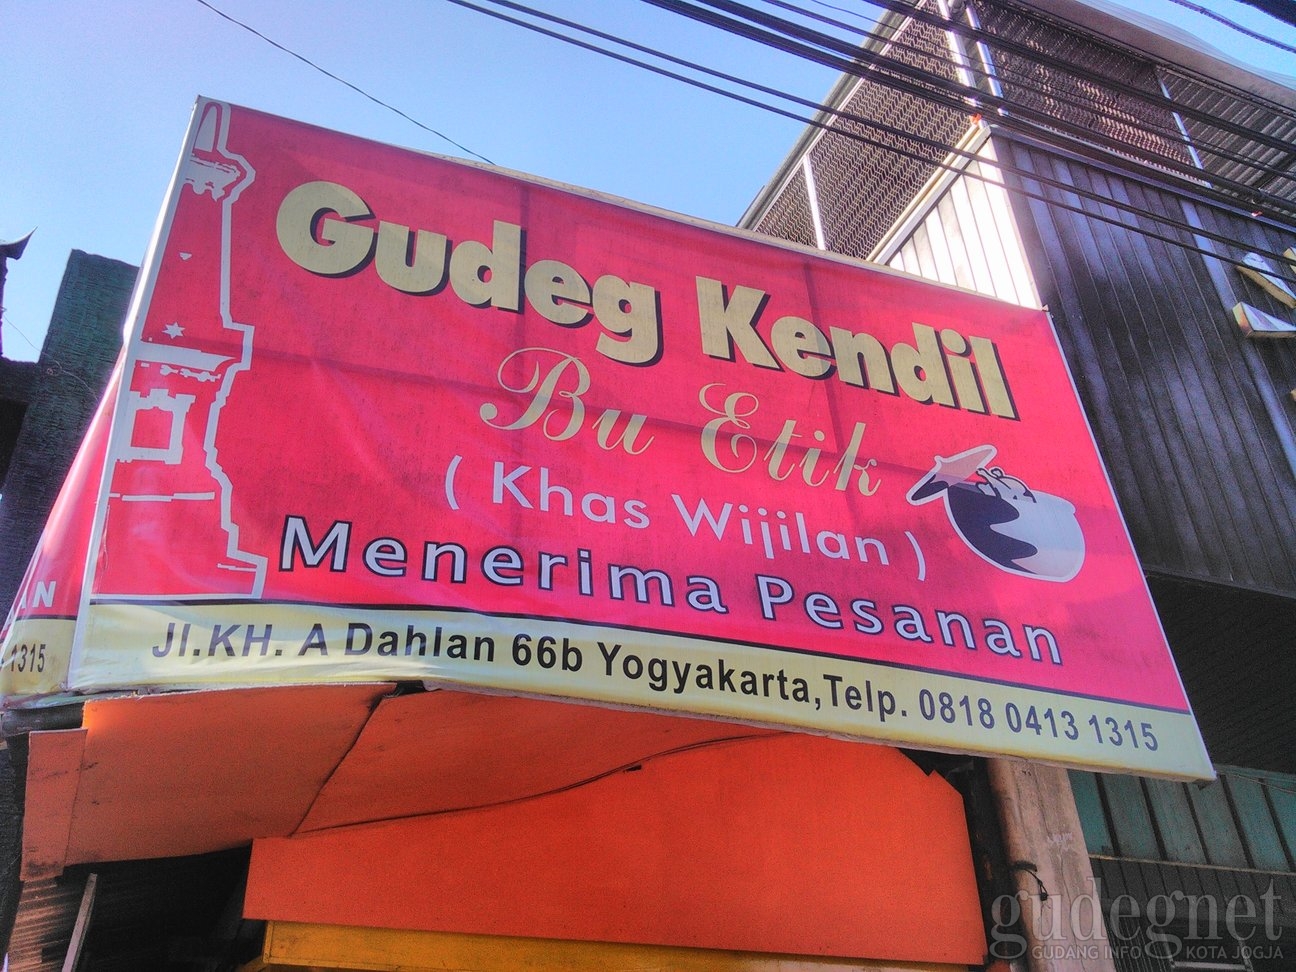 Gudeg Kendil
Bu Etik
( Khas Wijilan )
Menerima Pesanan
Jl.KH. A Dahlan 66b Yogyakarta,Telp. 0818 0413 1315
AN
1315
gudegnet
GUDANG INFO KOTA JOGJA